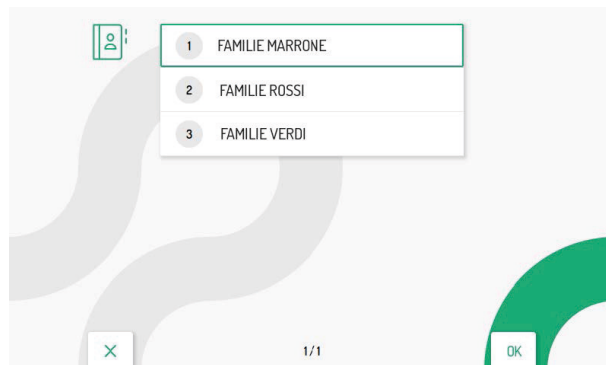 1 FAMILIE MARRONE
2 FAMILIE ROSSI
3 FAMILIE VERDI
1/1
OK